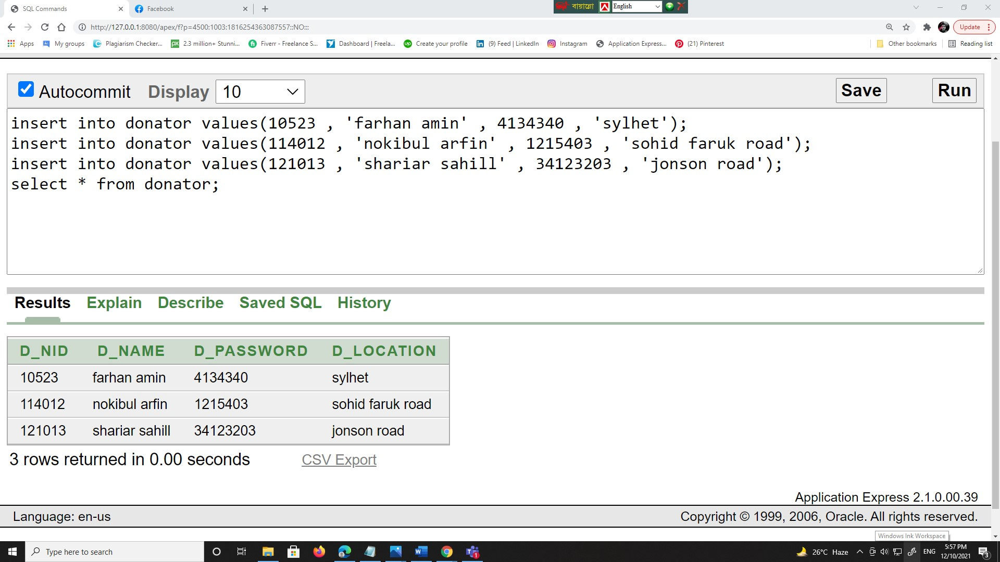 SQL Commands
Facebook
বায়ান্নো
English
http://127.0.0.1:8080/apex/f?p=4500:1003:1816254363087557::NO:::
Update
Apps
My groups
Plagiarism Checker...
2.3 million+ Stunni...
Fiverr - Freelance S...
Dashboard | Freela...
Create your profile
(9) Feed | LinkedIn
Instagram
Application Express...
(21) Pinterest
Other bookmarks
Reading list
Autocommit Display 10 Save Run
insert into donator values(10523 , 'farhan amin' , 4134340 , 'sylhet');
insert into donator values(114012 , 'nokibul arfin' , 1215403 , 'sohid faruk road');
insert into donator values(121013 , 'shariar sahill' , 34123203 , 'jonson road');
select * from donator;
Results Explain Describe Saved SQL History
D_NID D_NAME D_PASSWORD D_LOCATION
10523 farhan amin 4134340 sylhet
114012 nokibul arfin 1215403 sohid faruk road
121013 shariar sahill 34123203 jonson road
3 rows returned in 0.00 seconds CSV Export
Application Express 2.1.0.00.39
Language: en-us Copyright © 1999, 2006, Oracle. All rights reserved.
Windows Ink Workspace
Type here to search
26°C Haze
ENG
5:57 PM
12/10/2021
3